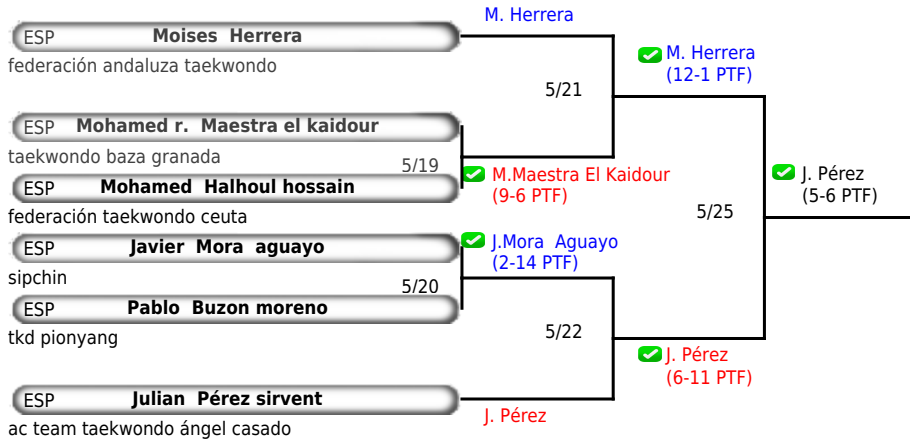 M. Herrera
ESP Moises Herrera
federación andaluza taekwondo
M. Herrera
(12-1 PTF)
5/21
ESP Mohamed r. Maestra el kaidour
taekwondo baza granada
5/19
M.Maestra El Kaidour
(9-6 PTF)
ESP Mohamed Halhoul hossain
federación taekwondo ceuta
J. Pérez
(5-6 PTF)
5/25
ESP Javier Mora aguayo
sipchin
J.Mora Aguayo
(2-14 PTF)
5/20
ESP Pablo Buzon moreno
tkd pionyang
5/22
J. Pérez
(6-11 PTF)
ESP Julian Pérez sirvent
ac team taekwondo ángel casado
J. Pérez